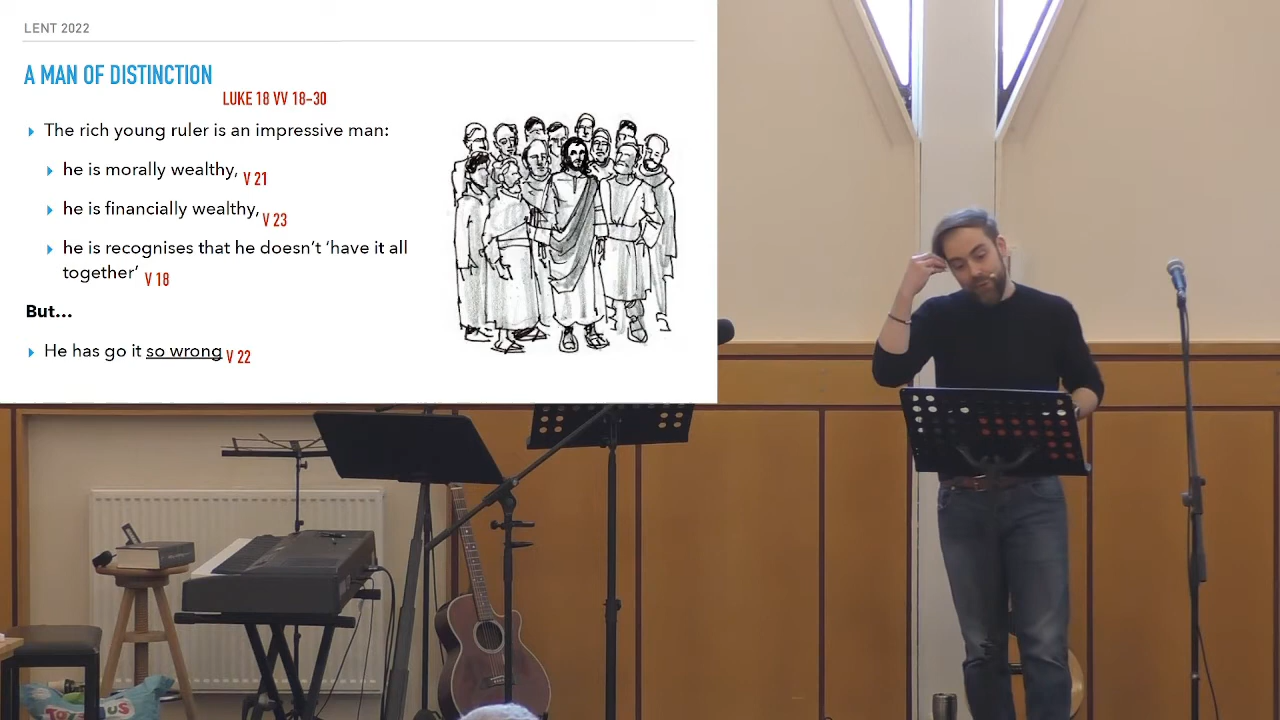 LENT 2022
A MAN OF DISTINCTION
LUKE 18 VV 18-30
The rich young ruler is an impressive man:
he is morally wealthy, V 21
he is financially wealthy, V 23
he is recognises that he doesn't 'have it all
together' V 18
But...
He has go it so wrong V 22